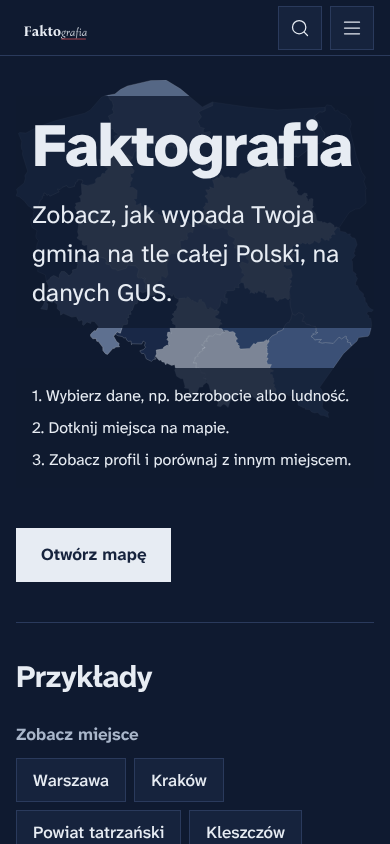 Faktografia
Faktografia
Zobacz, jak wypada Twoja
gmina na tle całej Polski, na
danych GUS.
1. Wybierz dane, np. bezrobocie albo ludność.
2. Dotknij miejsca na mapie.
3. Zobacz profil i porównaj z innym miejscem.
Otwórz mapę
Przykłady
Zobacz miejsce
Warszawa
Kraków
Powiat tatrzański
Kleszczów